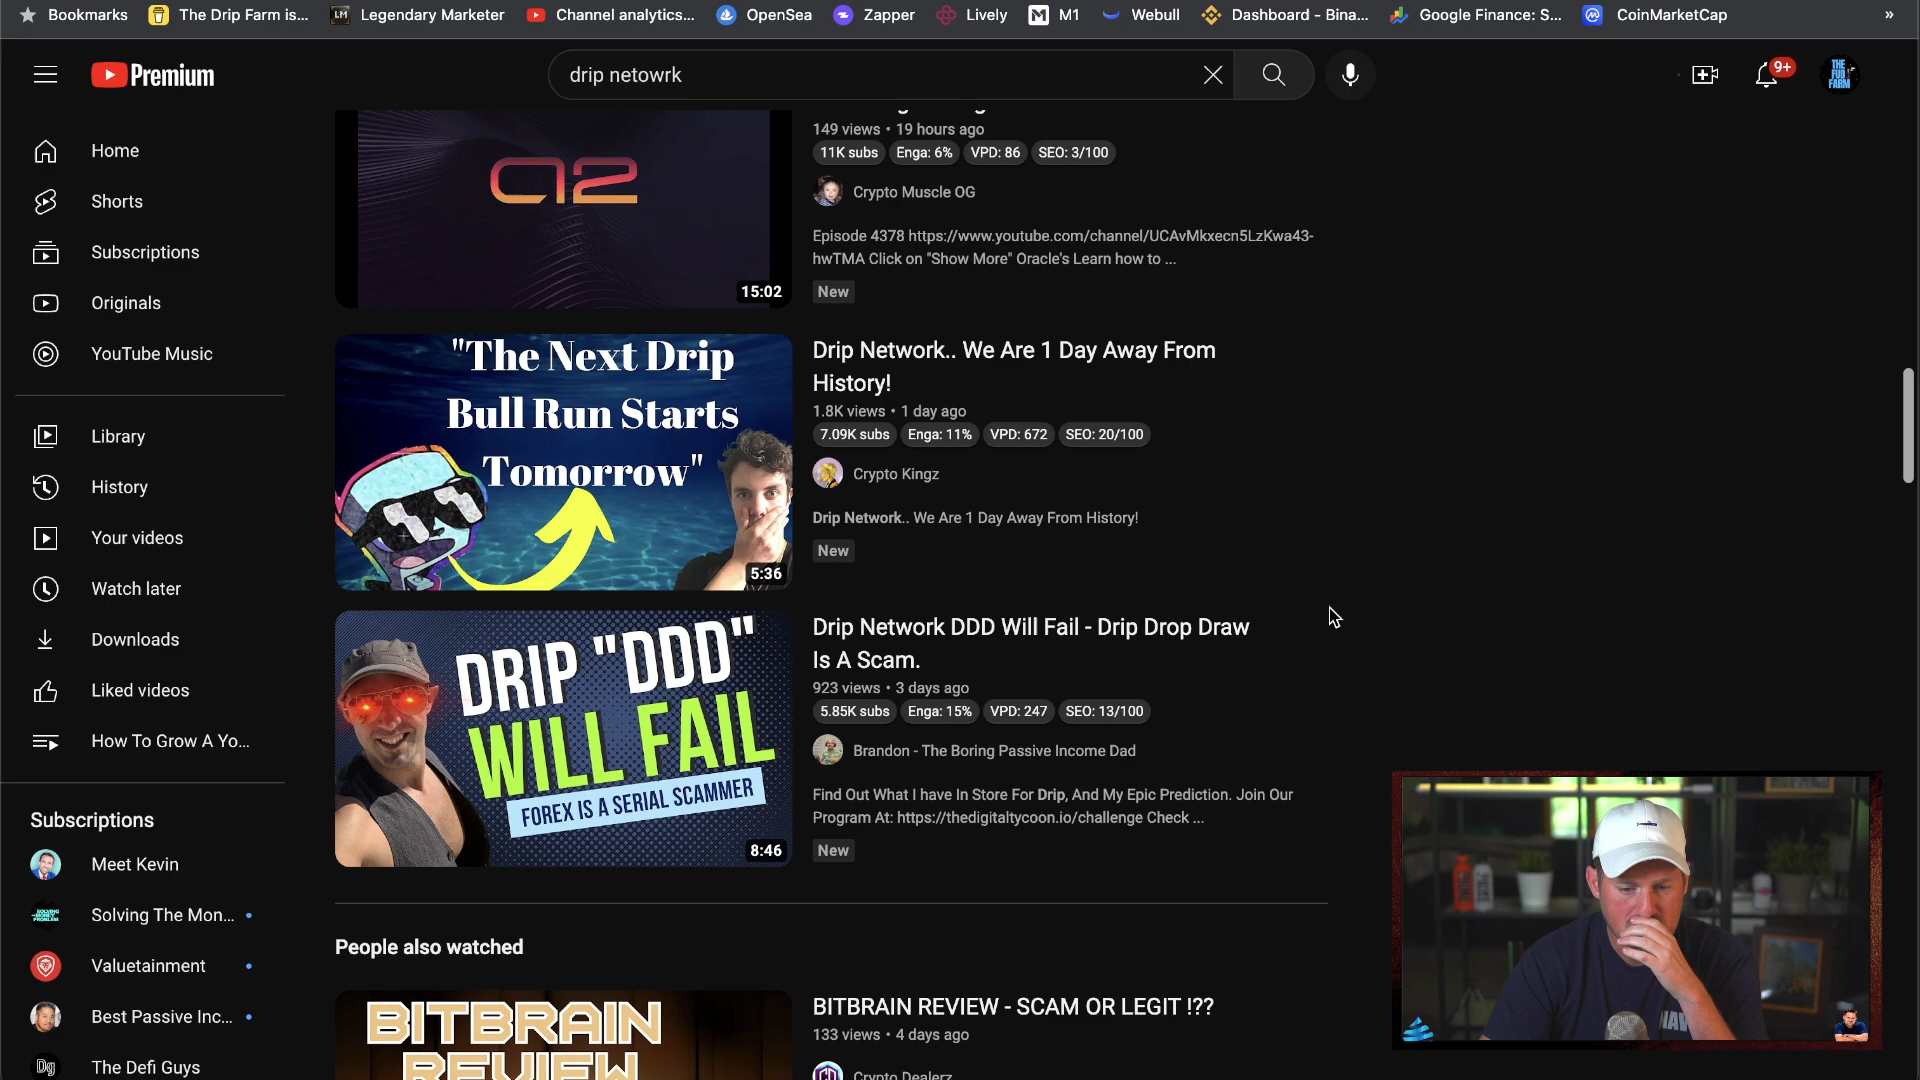 Bookmarks The Drip Farm is... LM Legendary Marketer Channel analytics... OpenSea Zapper Lively M1 Webull Dashboard - Bina... Google Finance: S... CoinMarketCap »
Premium
drip netowrk
9+
THE FUD FARM
Home
Shorts
Subscriptions
Originals
YouTube Music
Library
History
Your videos
Watch later
Downloads
Liked videos
How To Grow A Yo...
Subscriptions
Meet Kevin
Solving The Mon...
Valuetainment
Best Passive Inc...
Dg The Defi Guys
15:02
149 views • 19 hours ago
11K subs Enga: 6% VPD: 86 SEO: 3/100
Crypto Muscle OG
Episode 4378 https://www.youtube.com/channel/UCAvMkxecn5LzKwa43-
hwTMA Click on "Show More" Oracle's Learn how to ...
New
"The Next Drip
Bull Run Starts
Tomorrow"
5:36
Drip Network.. We Are 1 Day Away From
History!
1.8K views • 1 day ago
7.09K subs Enga: 11% VPD: 672 SEO: 20/100
Crypto Kingz
Drip Network.. We Are 1 Day Away From History!
New
DRIP "DDD"
WILL FAIL
FOREX IS A SERIAL SCAMMER
8:46
Drip Network DDD Will Fail - Drip Drop Draw
Is A Scam.
923 views • 3 days ago
5.85K subs Enga: 15% VPD: 247 SEO: 13/100
Brandon - The Boring Passive Income Dad
Find Out What I have In Store For Drip, And My Epic Prediction. Join Our
Program At: https://thedigitaltycoon.io/challenge Check ...
New
People also watched
BITBRAIN
REVIEW
BITBRAIN REVIEW - SCAM OR LEGIT !??
133 views • 4 days ago
Crypto Dealerz